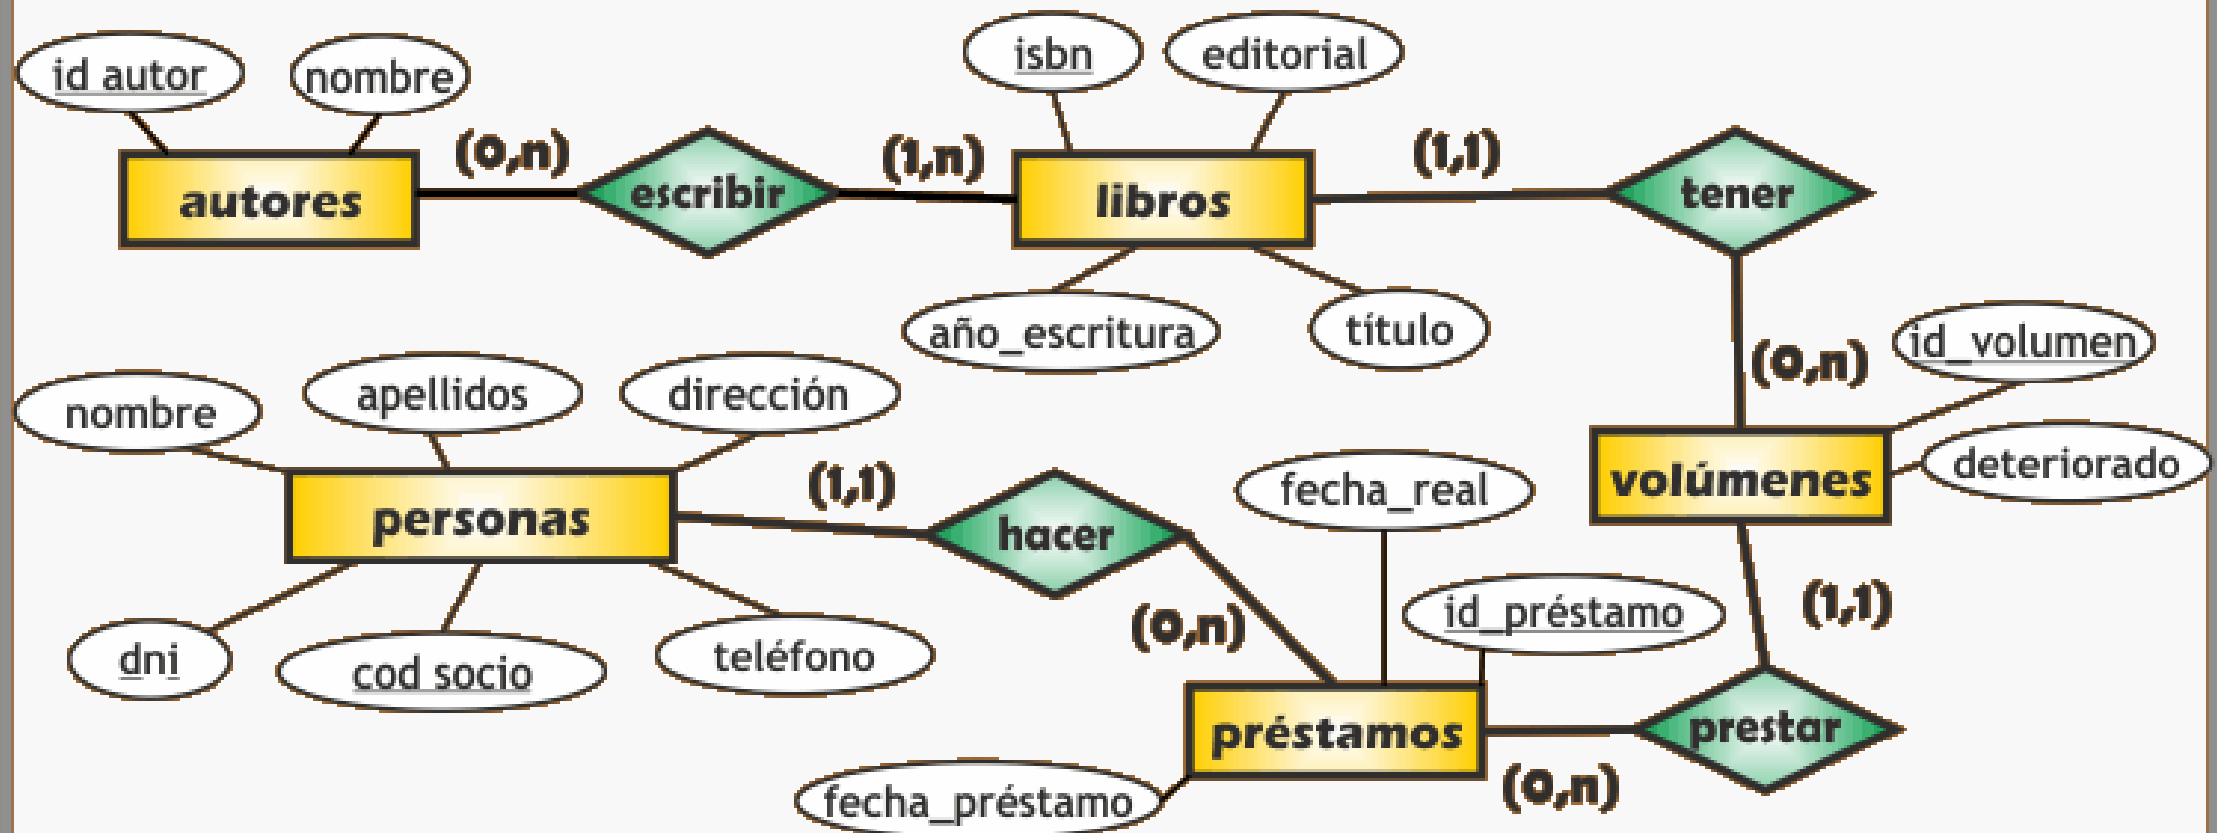 id autor
nombre
isbn
editorial
(0,n)
(1,n)
(1,1)
autores
escribir
libros
tener
año_escritura
título
(0,n)
id_volumen
nombre
apellidos
dirección
volúmenes
deteriorado
(1,1)
fecha_real
personas
hacer
(1,1)
(0,n)
id_préstamo
dni
cod socio
teléfono
préstamos
prestar
(0,n)
fecha_préstamo